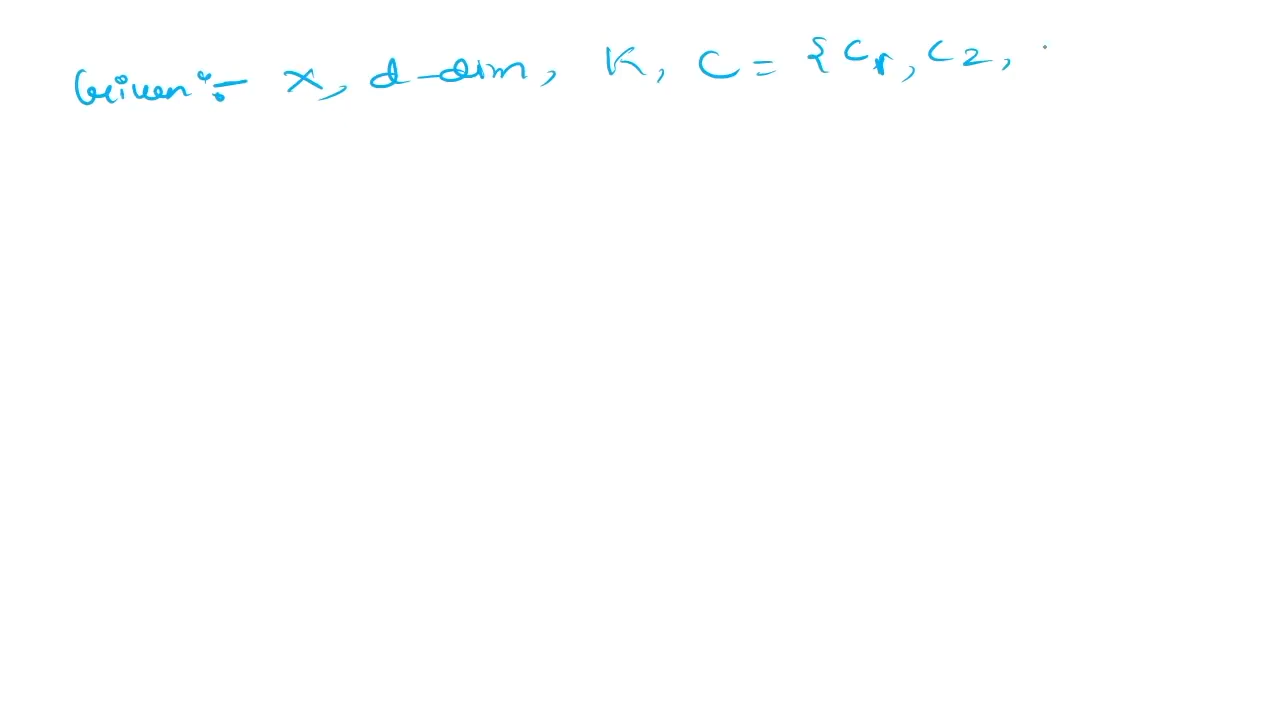 Given :- X, d-dim, K, C = {C₁, C₂,